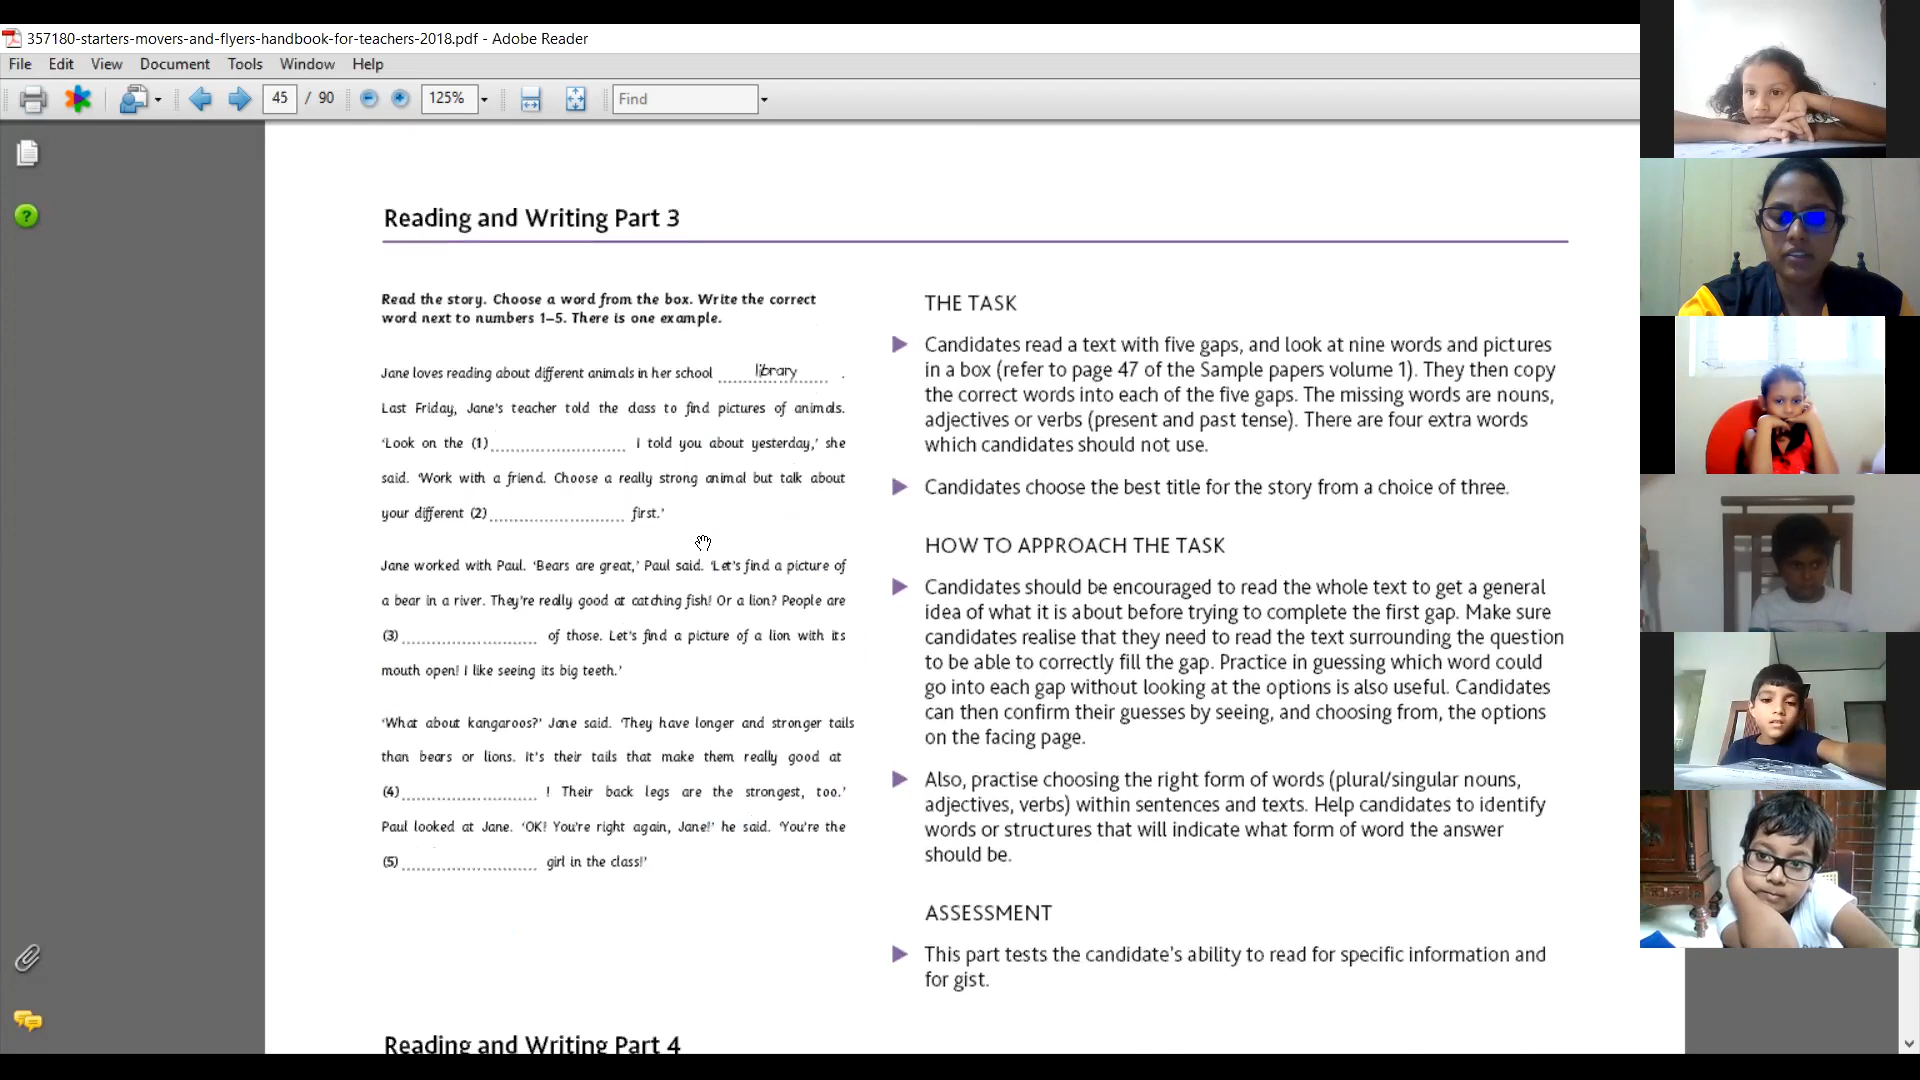 357180-starters-movers-and-flyers-handbook-for-teachers-2018.pdf - Adobe Reader
File Edit View Document Tools Window Help
45 / 90 125% Find
Reading and Writing Part 3
Read the story. Choose a word from the box. Write the correct
word next to numbers 1–5. There is one example.
Jane loves reading about different animals in her school library .
Last Friday, Jane's teacher told the class to find pictures of animals.
'Look on the (1) I told you about yesterday,' she
said. 'Work with a friend. Choose a really strong animal but talk about
your different (2) first.'
Jane worked with Paul. 'Bears are great,' Paul said. 'Let's find a picture of
a bear in a river. They're really good at catching fish! Or a lion? People are
(3) of those. Let's find a picture of a lion with its
mouth open! I like seeing its big teeth.'
'What about kangaroos?' Jane said. 'They have longer and stronger tails
than bears or lions. It's their tails that make them really good at
(4) ! Their back legs are the strongest, too.'
Paul looked at Jane. 'OK! You're right again, Jane!' he said. 'You're the
(5) girl in the class!'
THE TASK
Candidates read a text with five gaps, and look at nine words and pictures
in a box (refer to page 47 of the Sample papers volume 1). They then copy
the correct words into each of the five gaps. The missing words are nouns,
adjectives or verbs (present and past tense). There are four extra words
which candidates should not use.
Candidates choose the best title for the story from a choice of three.
HOW TO APPROACH THE TASK
Candidates should be encouraged to read the whole text to get a general
idea of what it is about before trying to complete the first gap. Make sure
candidates realise that they need to read the text surrounding the question
to be able to correctly fill the gap. Practice in guessing which word could
go into each gap without looking at the options is also useful. Candidates
can then confirm their guesses by seeing, and choosing from, the options
on the facing page.
Also, practise choosing the right form of words (plural/singular nouns,
adjectives, verbs) within sentences and texts. Help candidates to identify
words or structures that will indicate what form of word the answer
should be.
ASSESSMENT
This part tests the candidate's ability to read for specific information and
for gist.
Reading and Writing Part 4